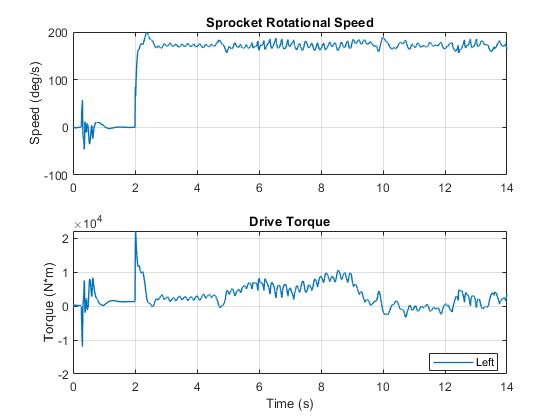 Sprocket Rotational Speed
200
100
0
-100
Speed (deg/s)
0 2 4 6 8 10 12 14
Drive Torque
×10^4
2
1
0
-1
-2
Torque (N*m)
Left
0 2 4 6 8 10 12 14
Time (s)